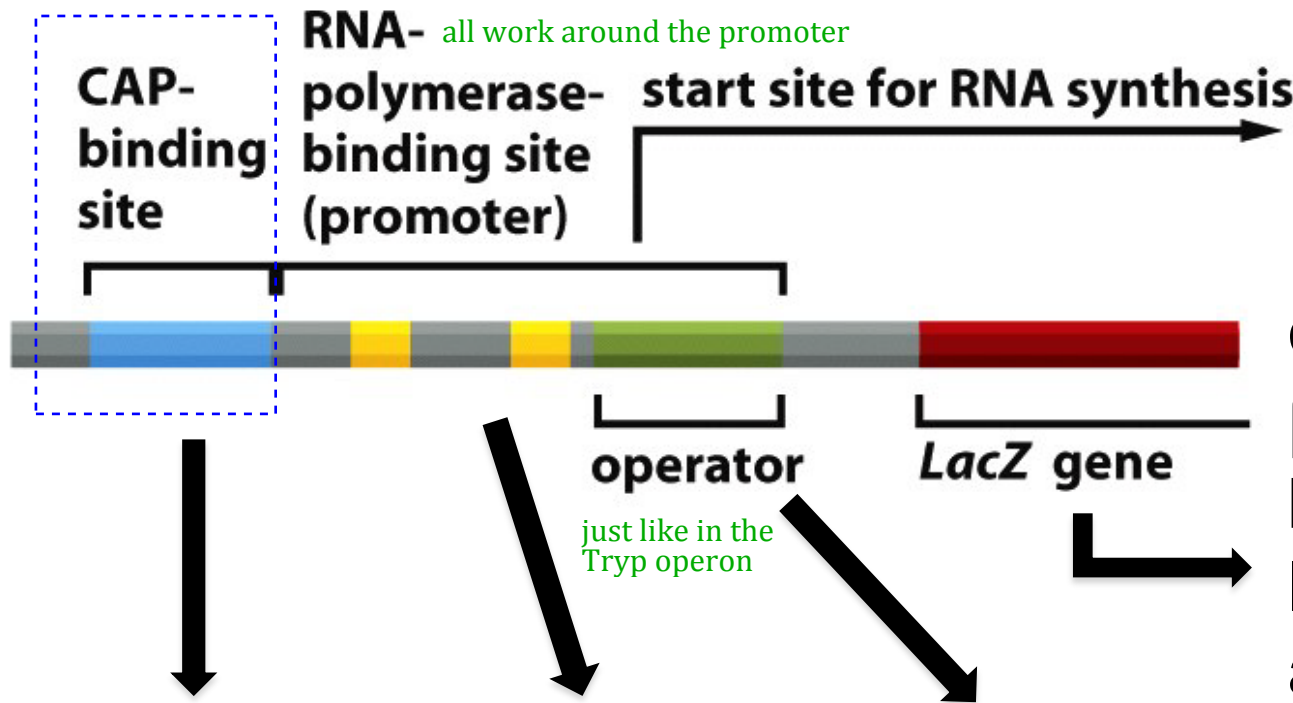 CAP-
binding
site
RNA-
polymerase-
binding site
(promoter)
all work around the promoter
start site for RNA synthesis
operator
LacZ gene
just like in the
Tryp operon